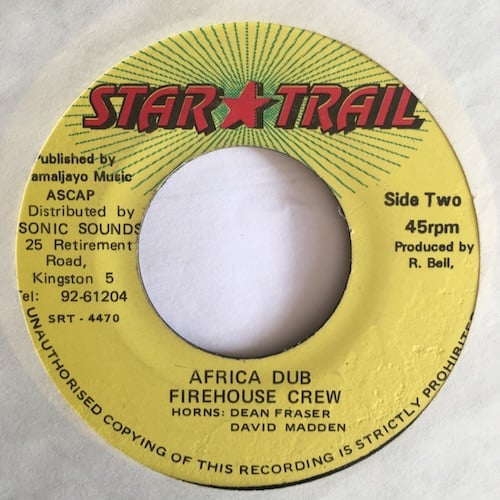 STAR★TRAIL
ublished by
amaljayo Music
ASCAP
Distributed by
SONIC SOUNDS
25 Retirement
Road,
Kingston 5
Tel: 92-61204
SRT - 4470
Side Two
45rpm
Produced by
R. Bell,
AFRICA DUB
FIREHOUSE CREW
HORNS: DEAN FRASER
DAVID MADDEN
UNAUTHORISED COPYING OF THIS RECORDING IS STRICTLY PROHIBITED